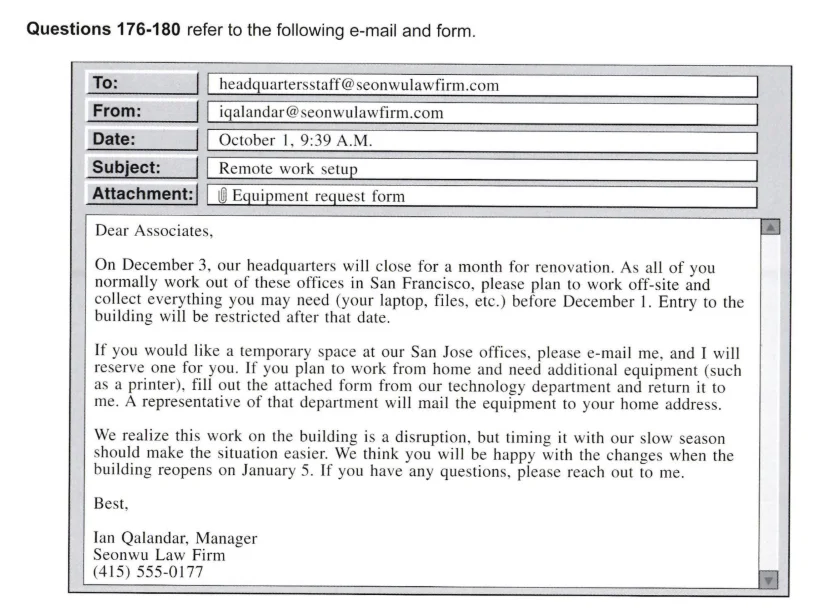 Questions 176-180 refer to the following e-mail and form.
To: headquartersstaff@seonwulawfirm.com
From: iqalandar@seonwulawfirm.com
Date: October 1, 9:39 A.M.
Subject: Remote work setup
Attachment: Equipment request form
Dear Associates,
On December 3, our headquarters will close for a month for renovation. As all of you
normally work out of these offices in San Francisco, please plan to work off-site and
collect everything you may need (your laptop, files, etc.) before December 1. Entry to the
building will be restricted after that date.
If you would like a temporary space at our San Jose offices, please e-mail me, and I will
reserve one for you. If you plan to work from home and need additional equipment (such
as a printer), fill out the attached form from our technology department and return it to
me. A representative of that department will mail the equipment to your home address.
We realize this work on the building is a disruption, but timing it with our slow season
should make the situation easier. We think you will be happy with the changes when the
building reopens on January 5. If you have any questions, please reach out to me.
Best,
Ian Qalandar, Manager
Seonwu Law Firm
(415) 555-0177